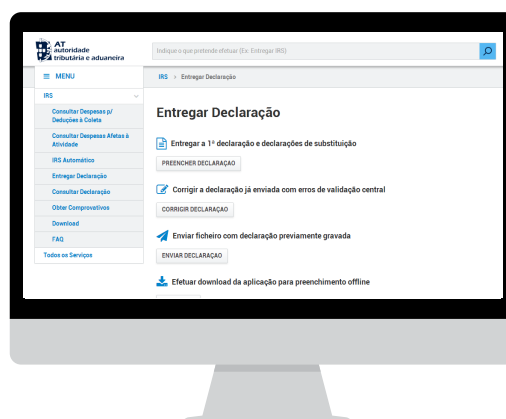 AT
autoridade
tributária e aduaneira
Indique o que pretende efetuar (Ex: Entregar IRS)
MENU
IRS
Consultar Despesas p/
Deduções à Coleta
Consultar Despesas Afetas à
Atividade
IRS Automático
Entregar Declaração
Consultar Declaração
Obter Comprovativos
Download
FAQ
Todos os Serviços
IRS > Entregar Declaração
Entregar Declaração
Entregar a 1ª declaração e declarações de substituição
PREENCHER DECLARAÇAO
Corrigir a declaração já enviada com erros de validação central
CORRIGIR DECLARAÇAO
Enviar ficheiro com declaração previamente gravada
ENVIAR DECLARAÇAO
Efetuar download da aplicação para preenchimento offline